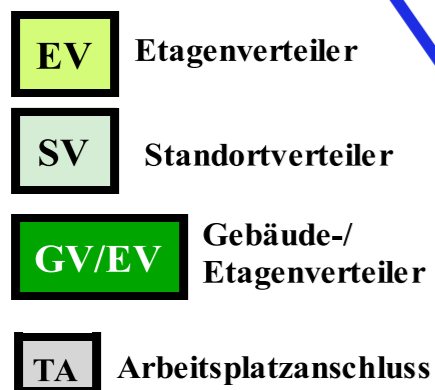 EV Etagenverteiler
SV Standortverteiler
GV/EV Gebäude-/
Etagenverteiler
TA Arbeitsplatzanschluss